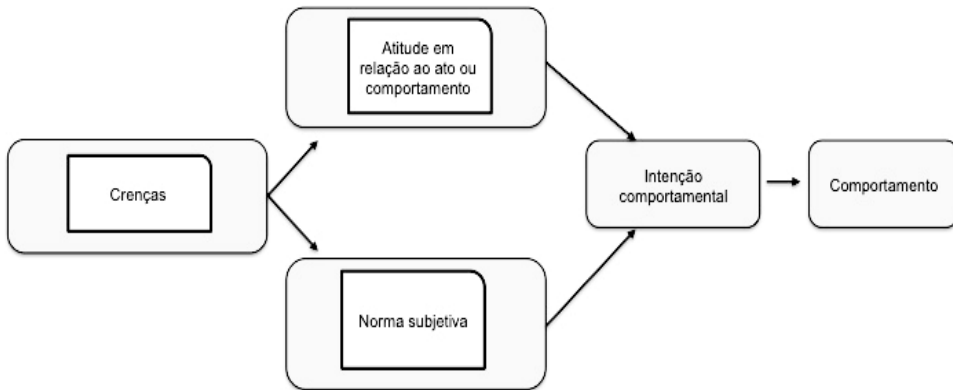 Atitude em
relação ao ato ou
comportamento
Crenças
Intenção
comportamental
Comportamento
Norma subjetiva